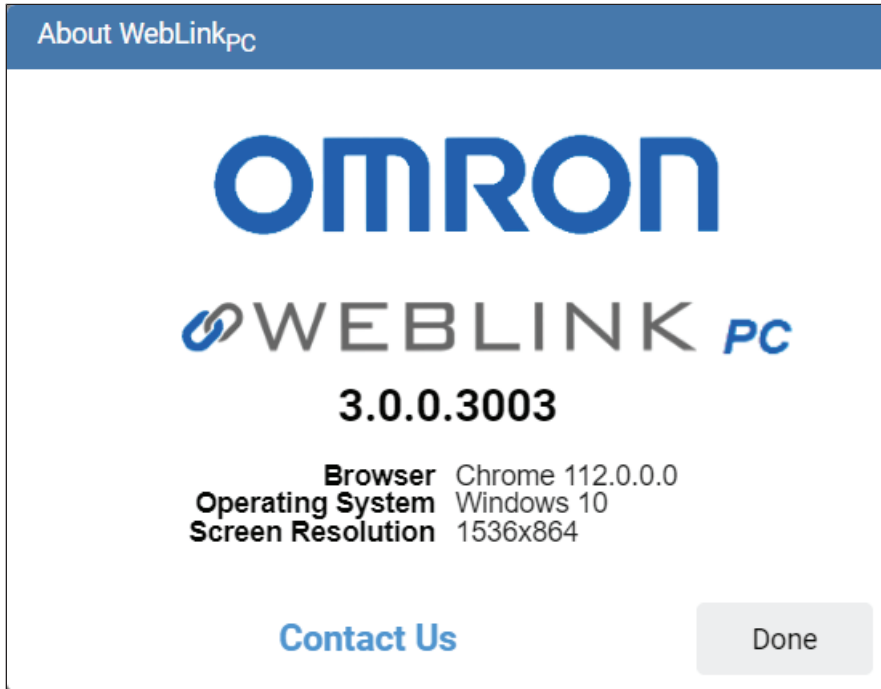 About WebLinkPC
OMRON
WEBLINK PC
3.0.0.3003
Browser Chrome 112.0.0.0
Operating System Windows 10
Screen Resolution 1536x864
Contact Us
Done